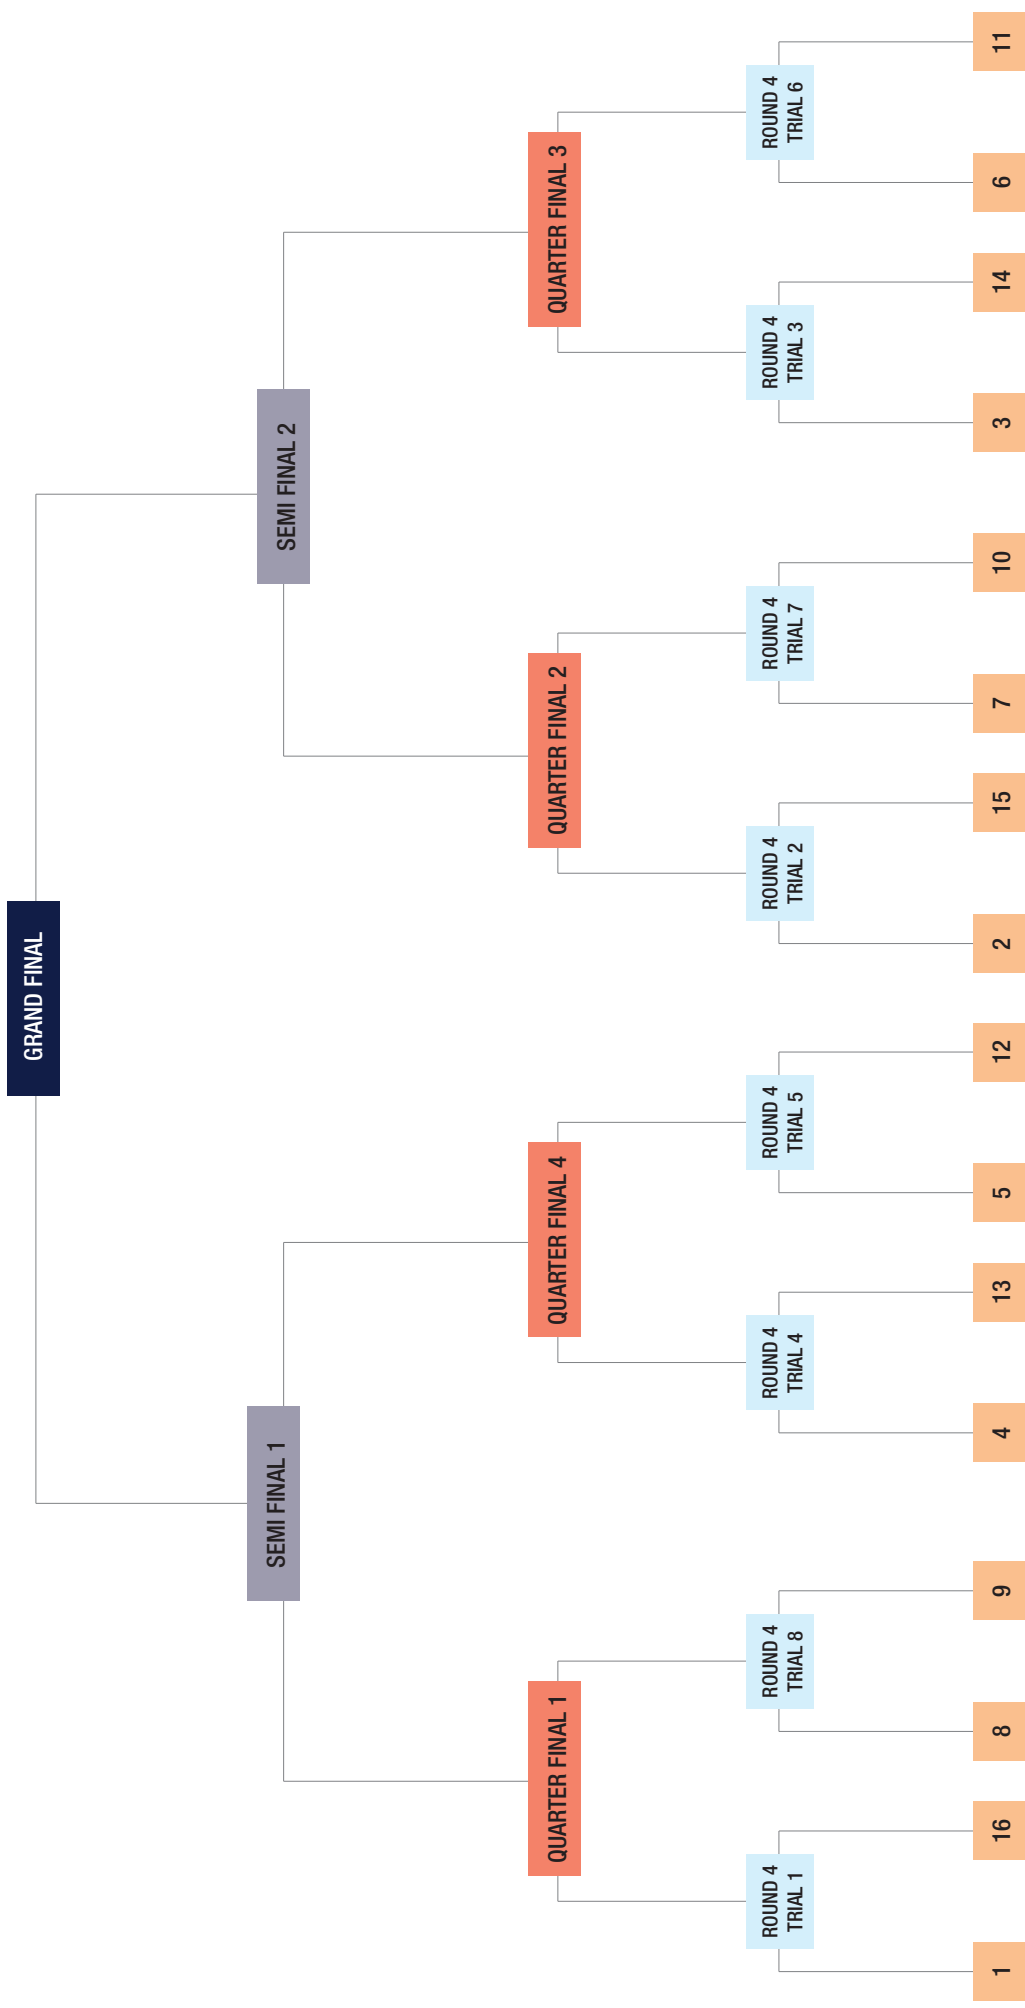 GRAND FINAL
SEMI FINAL 1
SEMI FINAL 2
QUARTER FINAL 1
QUARTER FINAL 4
QUARTER FINAL 2
QUARTER FINAL 3
ROUND 4
TRIAL 1
ROUND 4
TRIAL 8
ROUND 4
TRIAL 4
ROUND 4
TRIAL 5
ROUND 4
TRIAL 2
ROUND 4
TRIAL 7
ROUND 4
TRIAL 3
ROUND 4
TRIAL 6
1
16
8
9
4
13
5
12
2
15
7
10
3
14
6
11